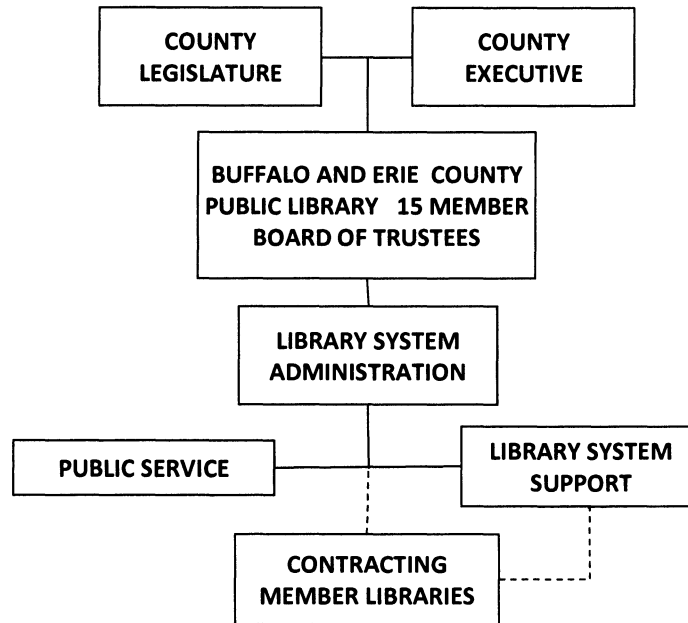 COUNTY
LEGISLATURE
COUNTY
EXECUTIVE
BUFFALO AND ERIE COUNTY
PUBLIC LIBRARY 15 MEMBER
BOARD OF TRUSTEES
LIBRARY SYSTEM
ADMINISTRATION
PUBLIC SERVICE
LIBRARY SYSTEM
SUPPORT
CONTRACTING
MEMBER LIBRARIES